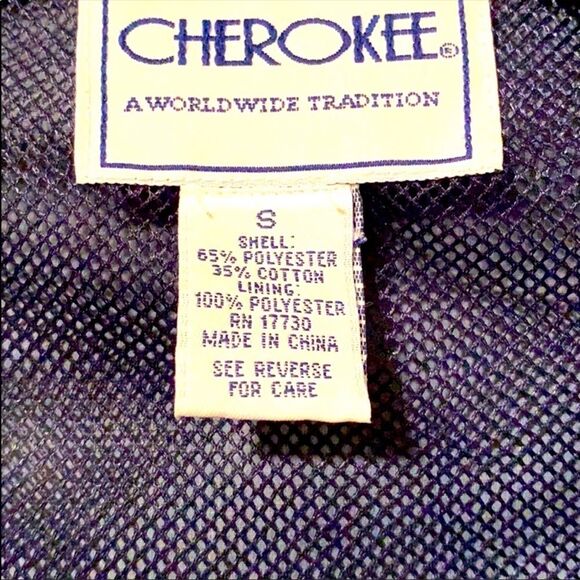 CHEROKEE®
A WORLDWIDE TRADITION
S
SHELL:
65% POLYESTER
35% COTTON
LINING:
100% POLYESTER
RN 17730
MADE IN CHINA
SEE REVERSE
FOR CARE